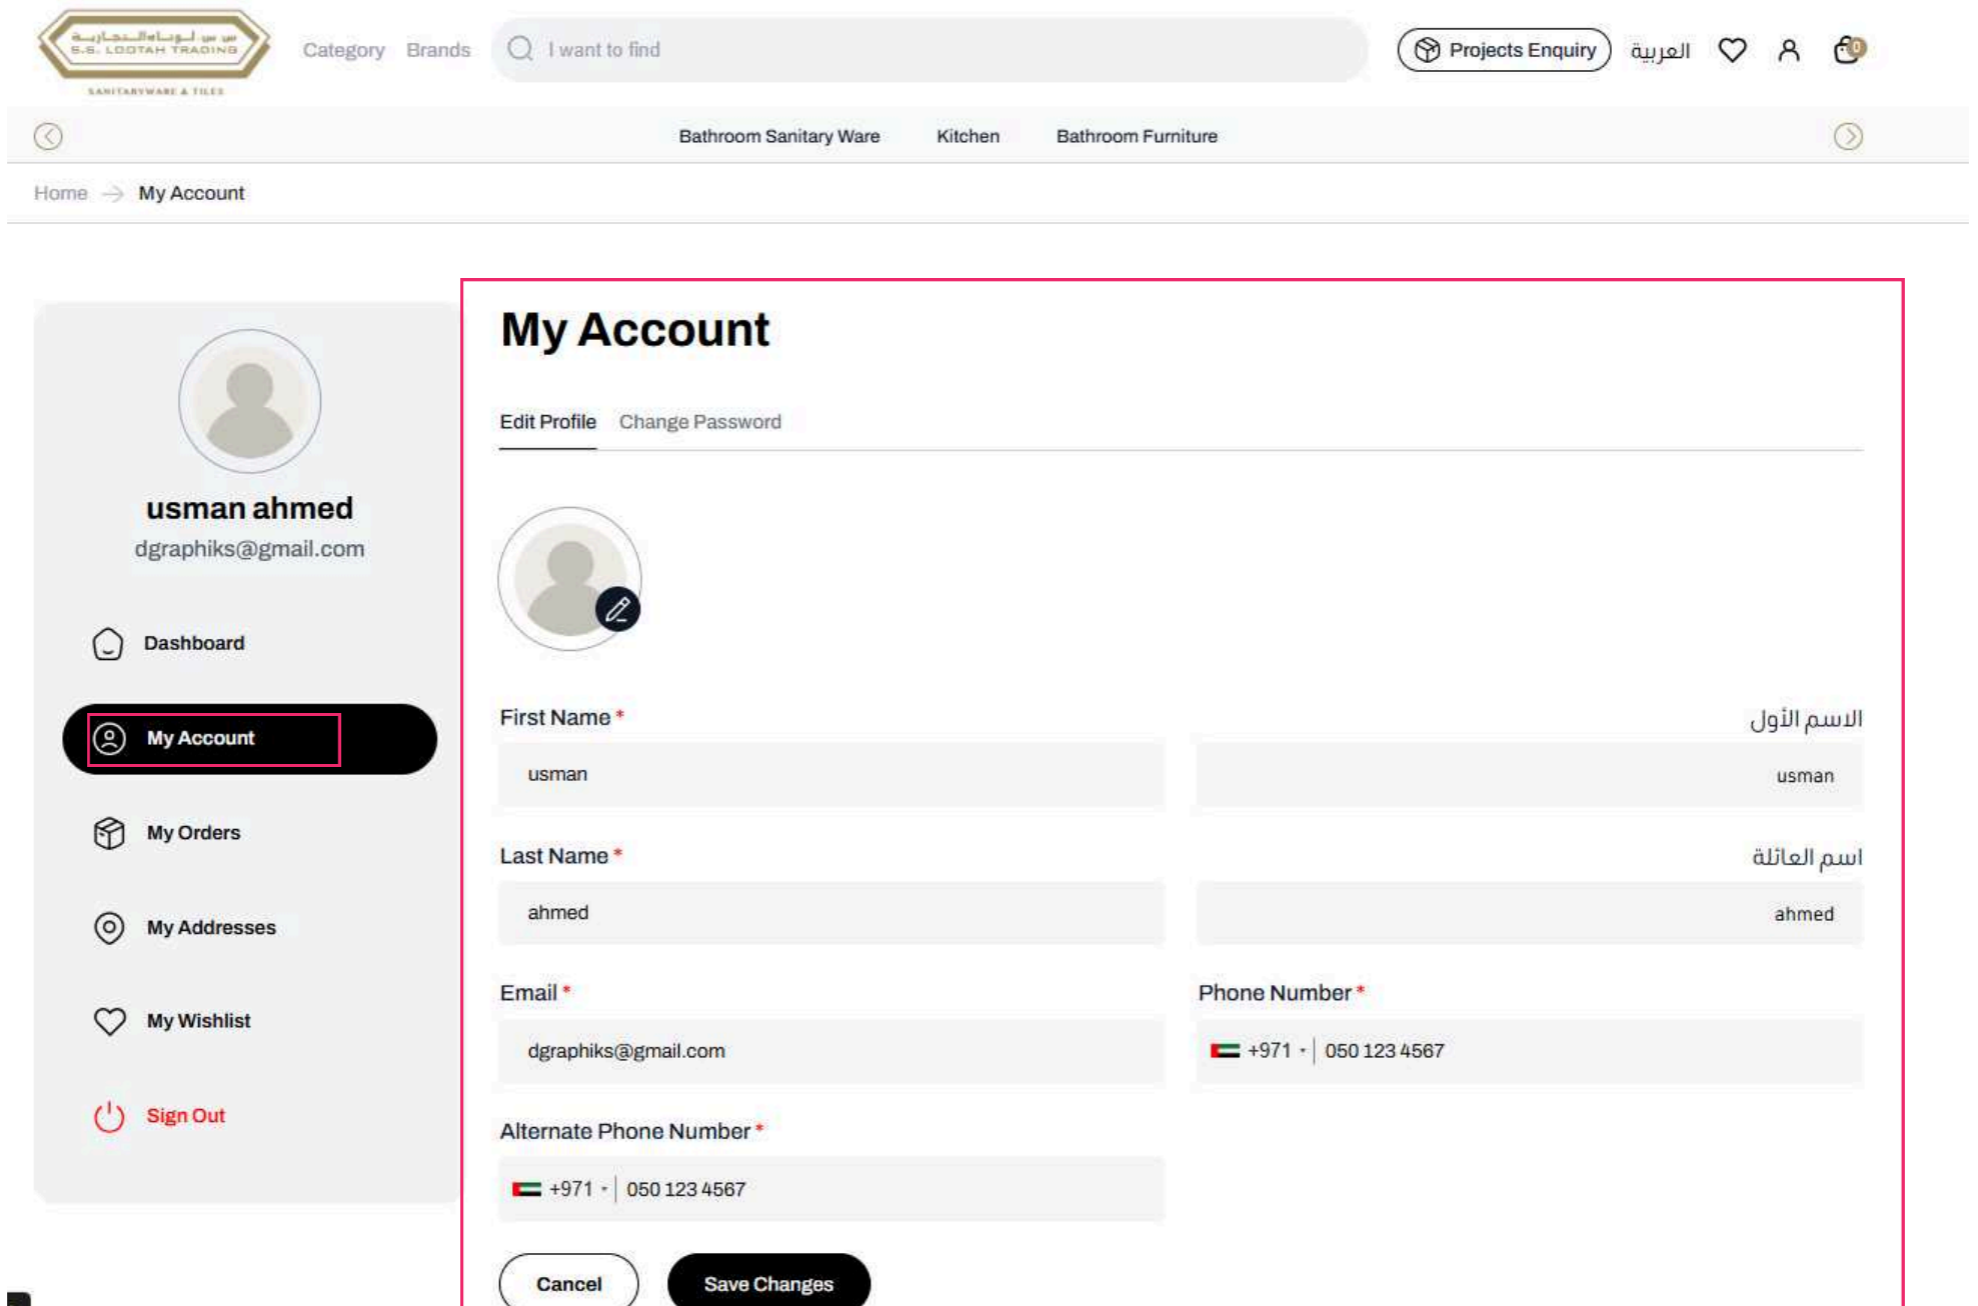 س س لوتاه التجارية
S.S. LOOTAH TRADING
SANITARYWARE & TILES
Category Brands I want to find Projects Enquiry العربية 0
Bathroom Sanitary Ware Kitchen Bathroom Furniture
Home → My Account
My Account
Edit Profile Change Password
usman ahmed
dgraphiks@gmail.com
Dashboard
My Account
My Orders
My Addresses
My Wishlist
Sign Out
First Name * الاسم الأول
usman usman
Last Name * اسم العائلة
ahmed ahmed
Email * Phone Number *
dgraphiks@gmail.com +971 050 123 4567
Alternate Phone Number *
+971 050 123 4567
Cancel Save Changes